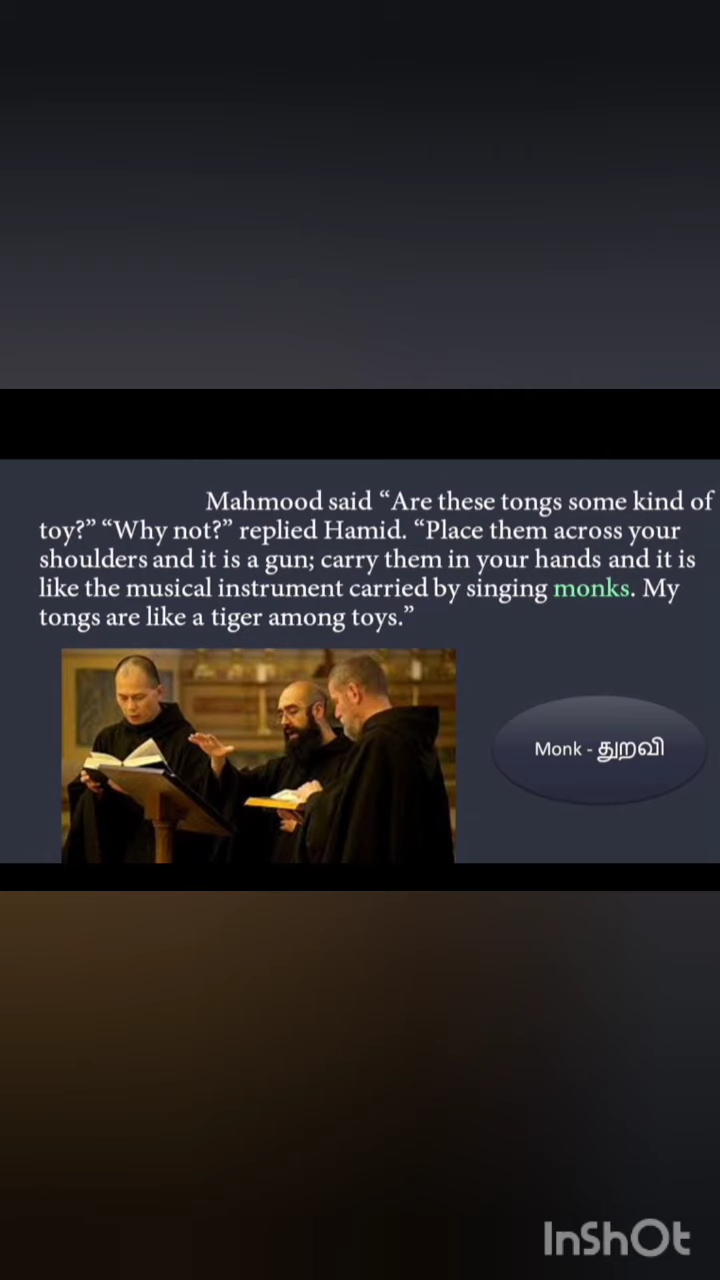 Mahmood said “Are these tongs some kind of
toy?” “Why not?” replied Hamid. “Place them across your
shoulders and it is a gun; carry them in your hands and it is
like the musical instrument carried by singing monks. My
tongs are like a tiger among toys.”
Monk - துறவி
InShOt